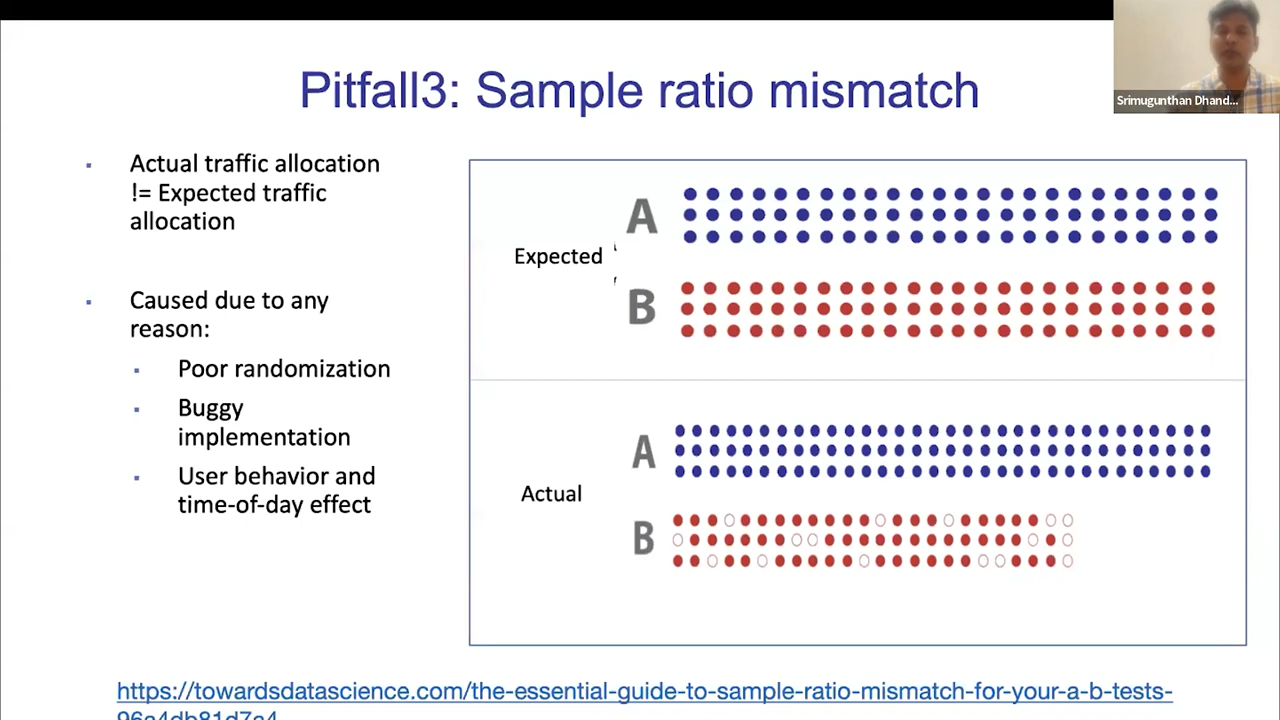 Pitfall3: Sample ratio mismatch
Srimugunthan Dhand...
▪ Actual traffic allocation
!= Expected traffic
allocation
▪ Caused due to any
reason:
▪ Poor randomization
▪ Buggy
implementation
▪ User behavior and
time-of-day effect
A
Expected
B
A
Actual
B
https://towardsdatascience.com/the-essential-guide-to-sample-ratio-mismatch-for-your-a-b-tests-
96a4db81d7a4